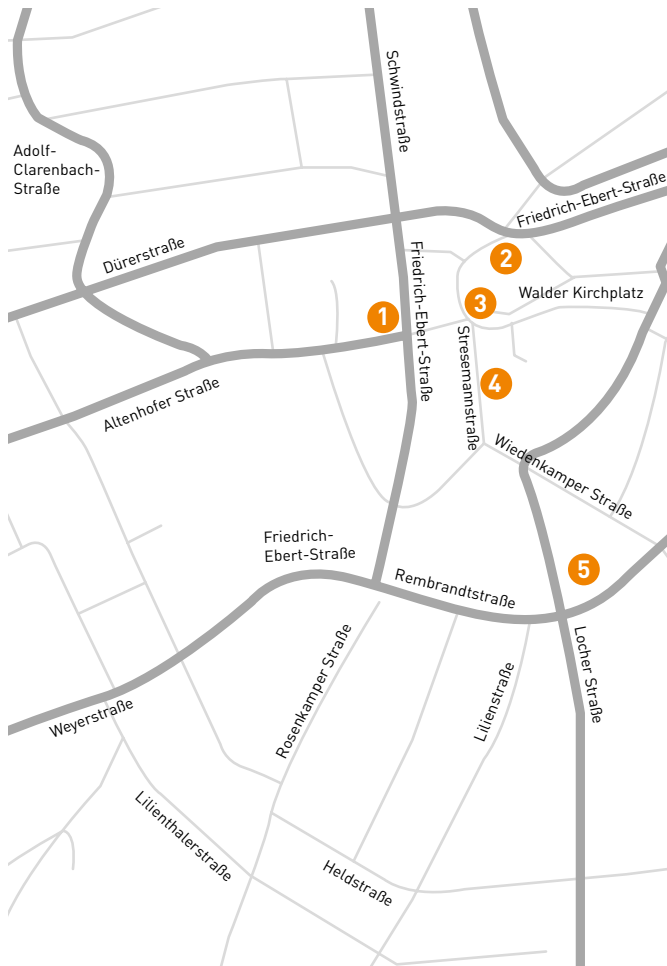 Schwindstraße
Adolf-
Clarenbach-
Straße
Friedrich-Ebert-Straße
Dürerstraße
2
Friedrich-Ebert-Straße
Walder Kirchplatz
3
1
Stresemannstraße
4
Altenhofer Straße
Wiedenkamper Straße
Friedrich-
Ebert-Straße
5
Rembrandtstraße
Rosenkamper Straße
Locher Straße
Lilienstraße
Weyerstraße
Lilienthalerstraße
Heldstraße